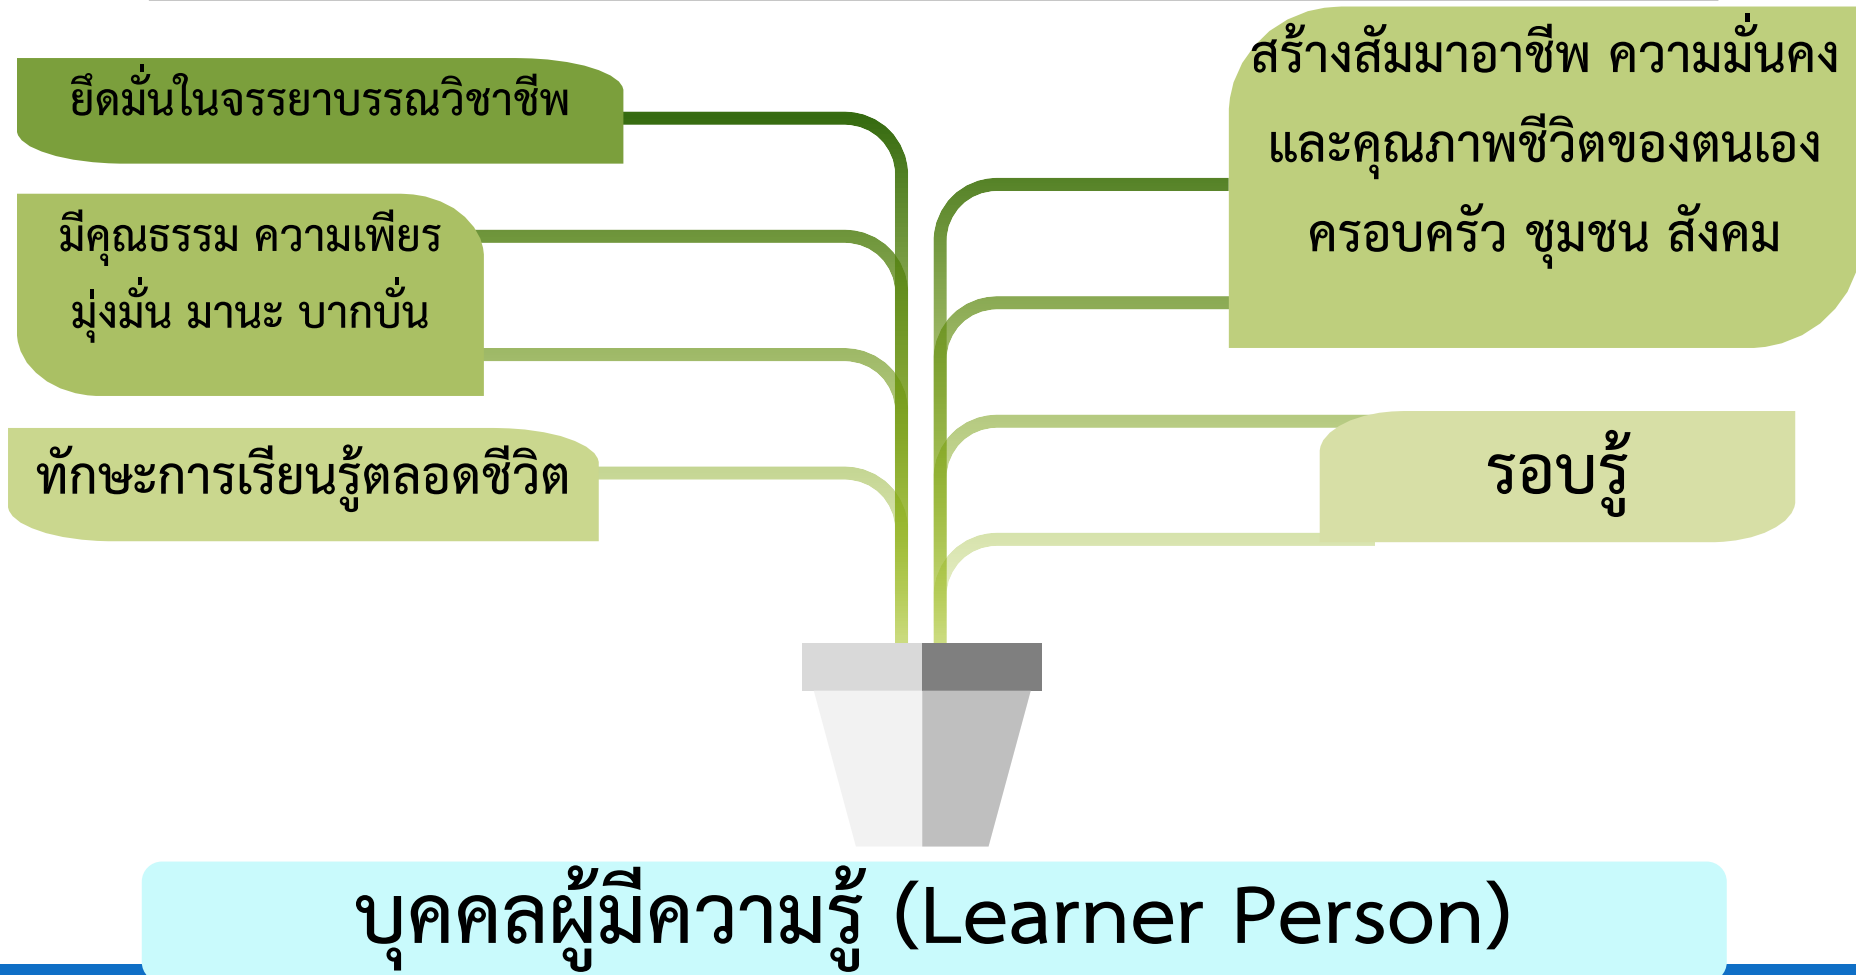 ยึดมั่นในจรรยาบรรณวิชาชีพ
มีคุณธรรม ความเพียร
มุ่งมั่น มานะ บากบั่น
ทักษะการเรียนรู้ตลอดชีวิต
สร้างสัมมาอาชีพ ความมั่นคง
และคุณภาพชีวิตของตนเอง
ครอบครัว ชุมชน สังคม
รอบรู้
บุคคลผู้มีความรู้ (Learner Person)